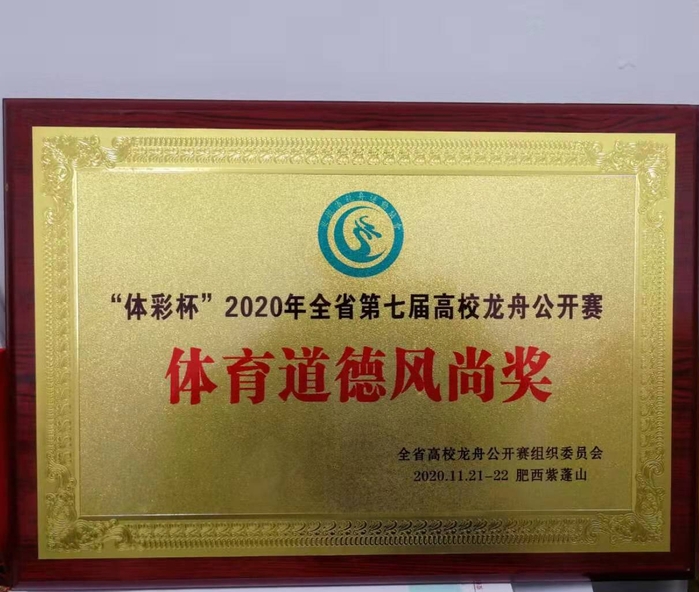 “体彩杯”2020年全省第七届高校龙舟公开赛
体育道德风尚奖
全省高校龙舟公开赛组织委员会
2020.11.21-22 肥西紫蓬山